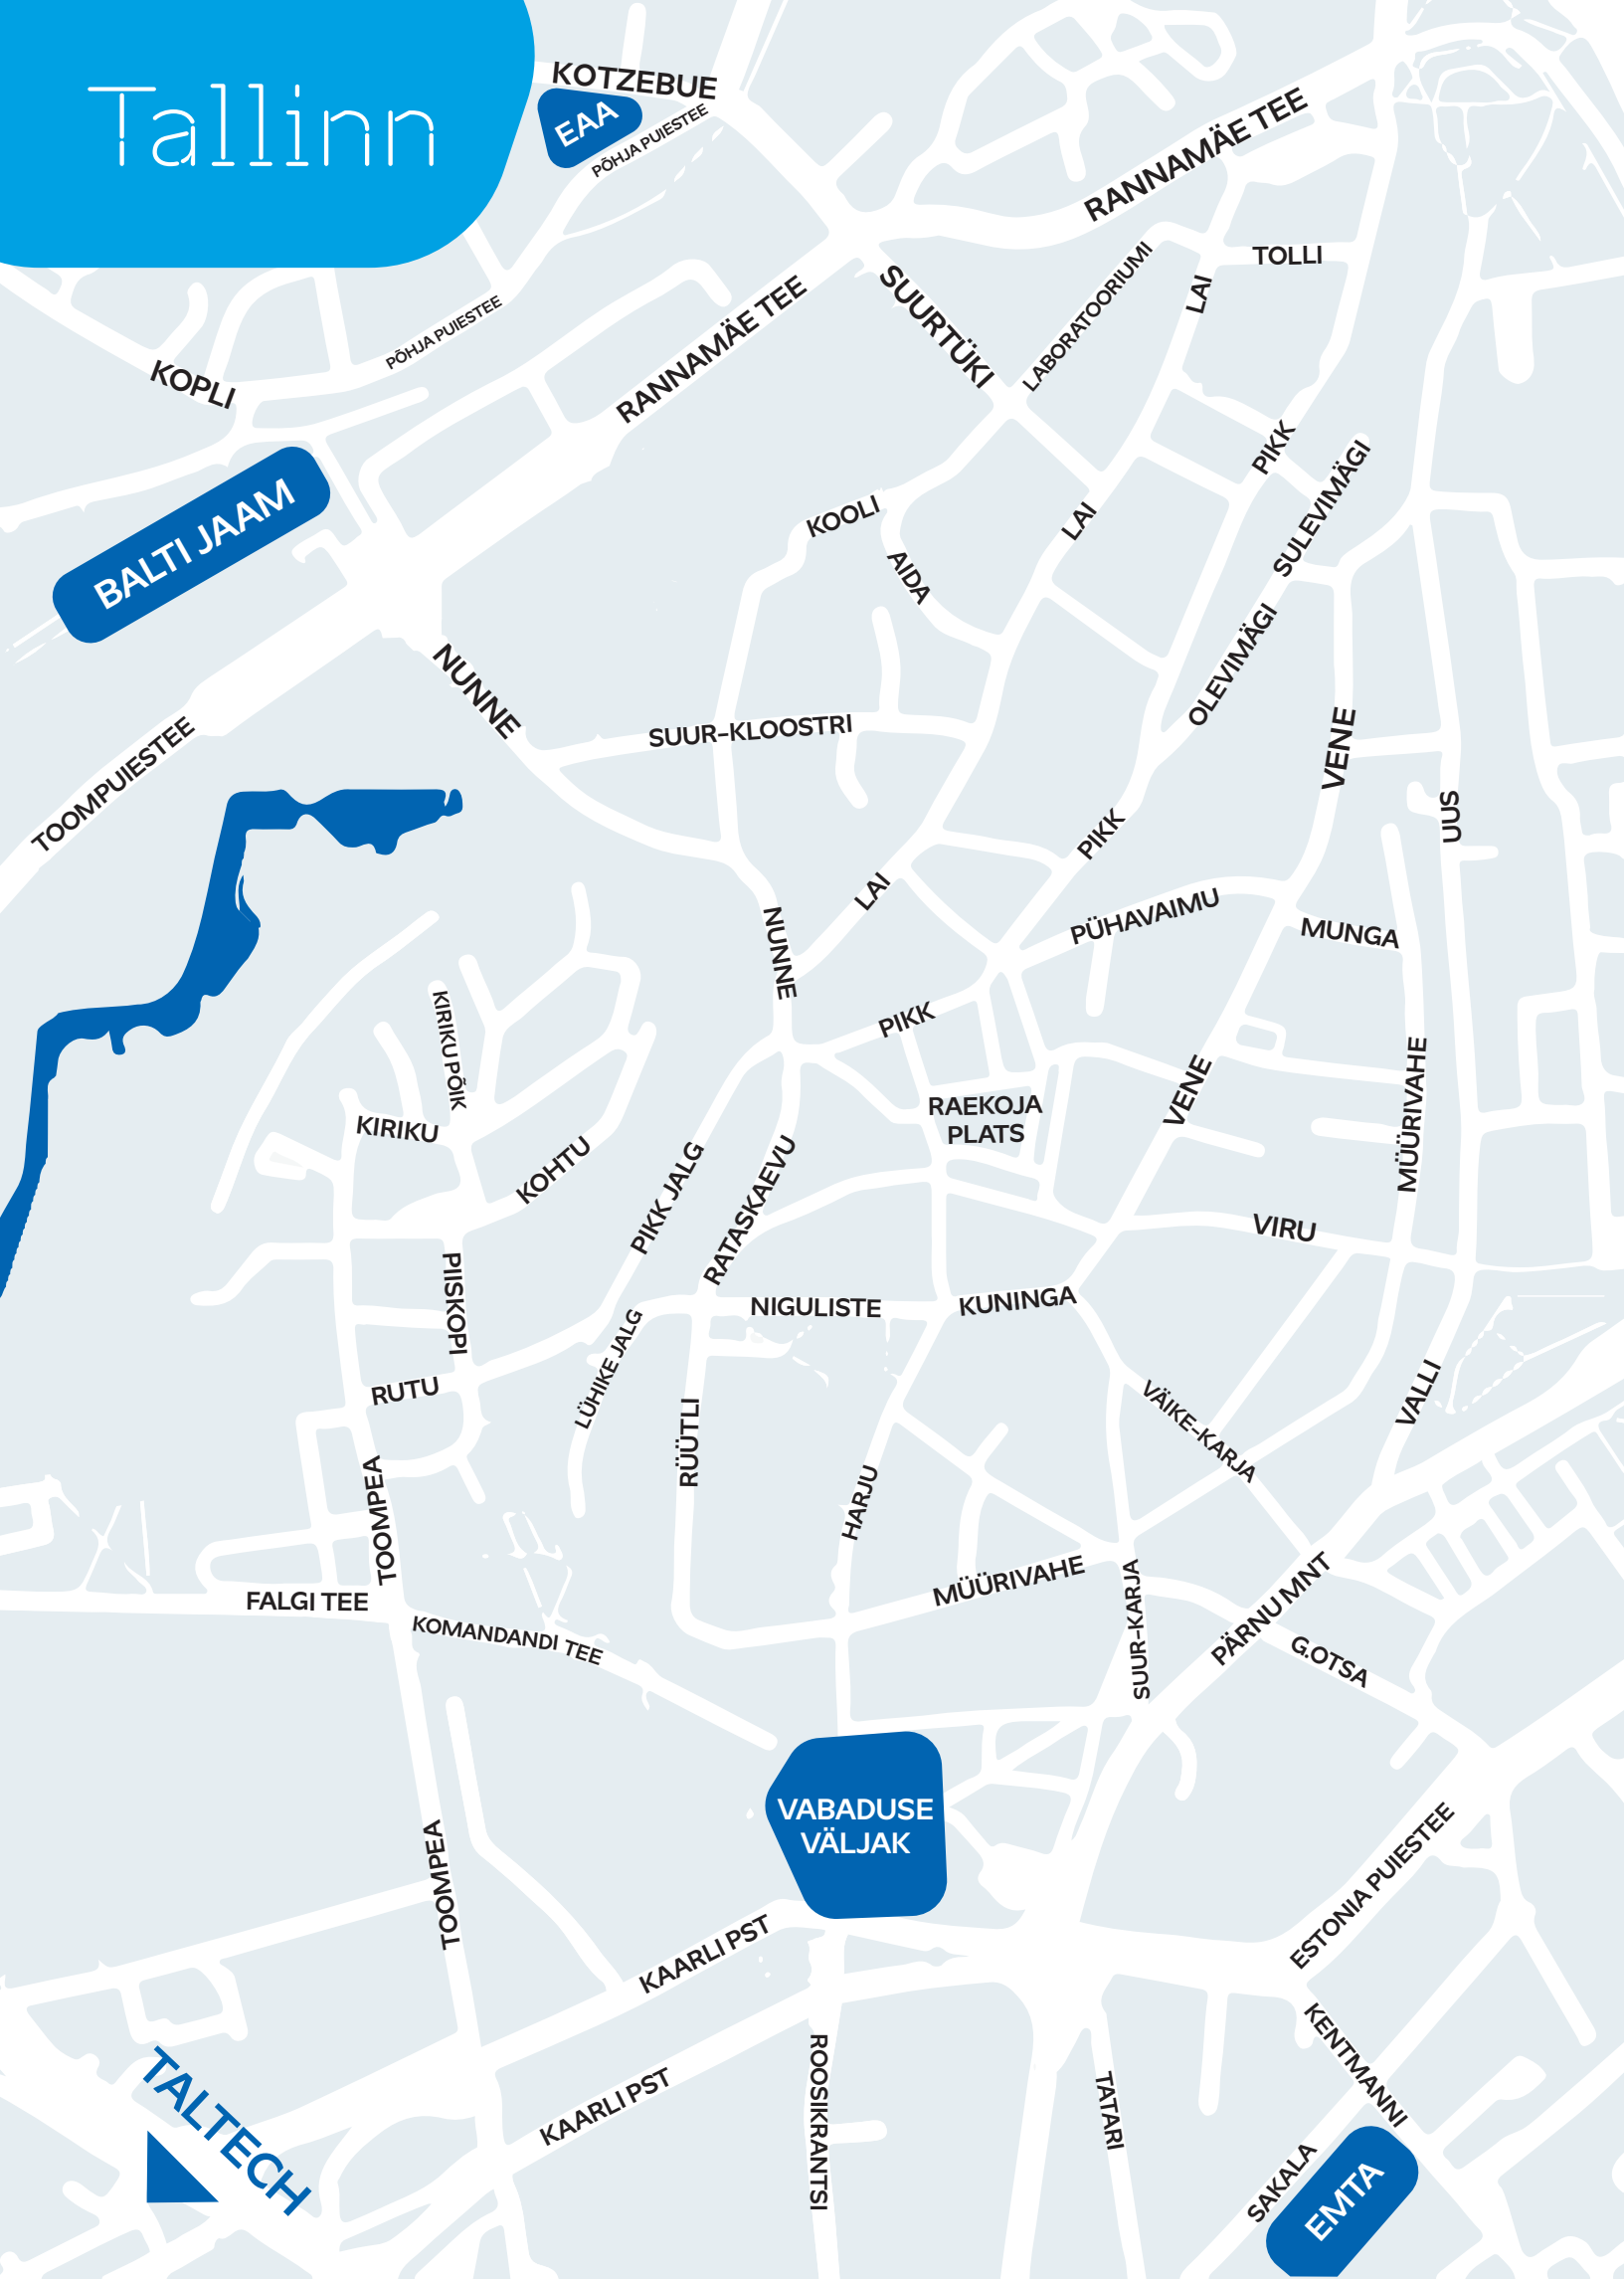 Tallinn
KOTZEBUE
EAA
PÕHJA PUIESTEE
RANNAMÄE TEE
TOLLI
LABORATOORIUMI
LAI
SUURTÜKI
PÕHJA PUIESTEE
RANNAMÄE TEE
KOPLI
PIKK
SULEVIMÄGI
BALTI JAAM
KOOLI
LAI
AIDA
OLEVIMÄGI
NUNNE
SUUR-KLOOSTRI
VENE
TOOMPUIESTEE
UUS
PIKK
LAI
PÜHAVAIMU
MUNGA
NUNNE
PIKK
KIRIKU PÕIK
VENE
MÜÜRIVAHE
RAEKOJA
PLATS
KIRIKU
KOHTU
PIKK JALG
RATASKAEVU
VIRU
PIISKOPI
NIGULISTE
KUNINGA
LÜHIKE JALG
RUTU
VALLI
VÄIKE-KARJA
RÜÜTLI
HARJU
TOOMPEA
MÜÜRIVAHE
SUUR-KARJA
PÄRNU MNT
FALGI TEE
KOMANDANDI TEE
G.OTSA
VABADUSE
VÄLJAK
TOOMPEA
ESTONIA PUIESTEE
KAARLI PST
KENTMANNI
KAARLI PST
ROOSIKRANTSI
TATARI
TALTECH
SAKALA
EMTA